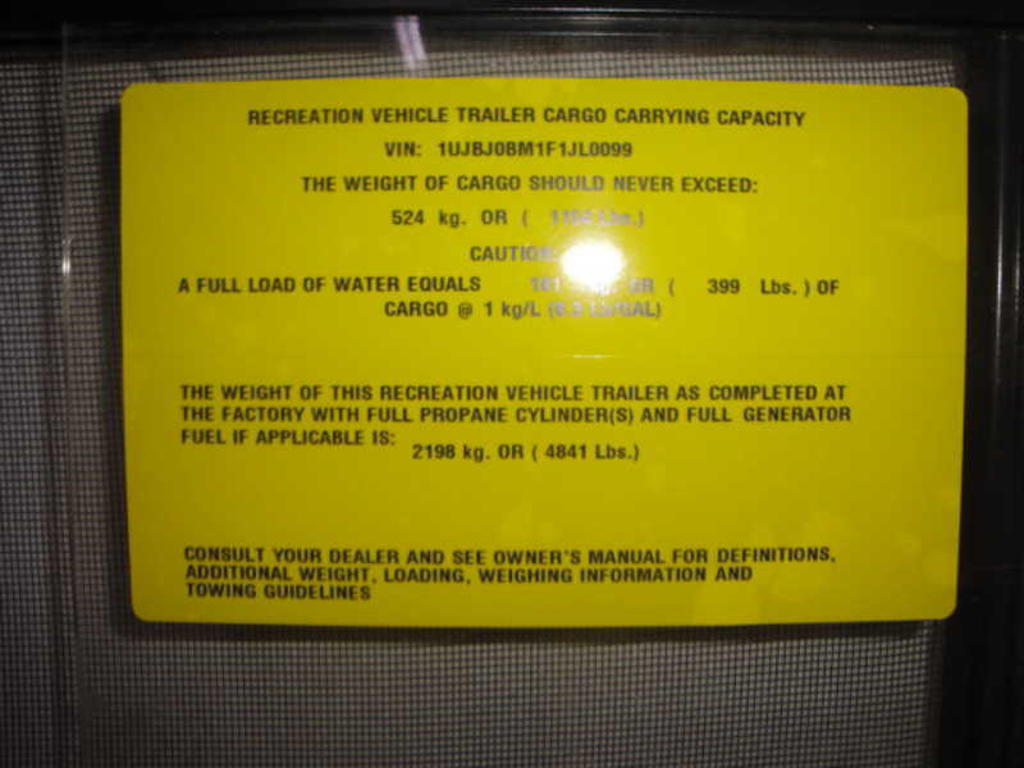 RECREATION VEHICLE TRAILER CARGO CARRYING CAPACITY
VIN: 1UJBJ0BM1F1JL0099
THE WEIGHT OF CARGO SHOULD NEVER EXCEED:
524 kg. OR ( Lbs.)
CAUTION:
A FULL LOAD OF WATER EQUALS OR ( 399 Lbs. ) OF
CARGO @ 1 kg/L
THE WEIGHT OF THIS RECREATION VEHICLE TRAILER AS COMPLETED AT
THE FACTORY WITH FULL PROPANE CYLINDER(S) AND FULL GENERATOR
FUEL IF APPLICABLE IS:
2198 kg. OR ( 4841 Lbs.)
CONSULT YOUR DEALER AND SEE OWNER'S MANUAL FOR DEFINITIONS,
ADDITIONAL WEIGHT, LOADING, WEIGHING INFORMATION AND
TOWING GUIDELINES